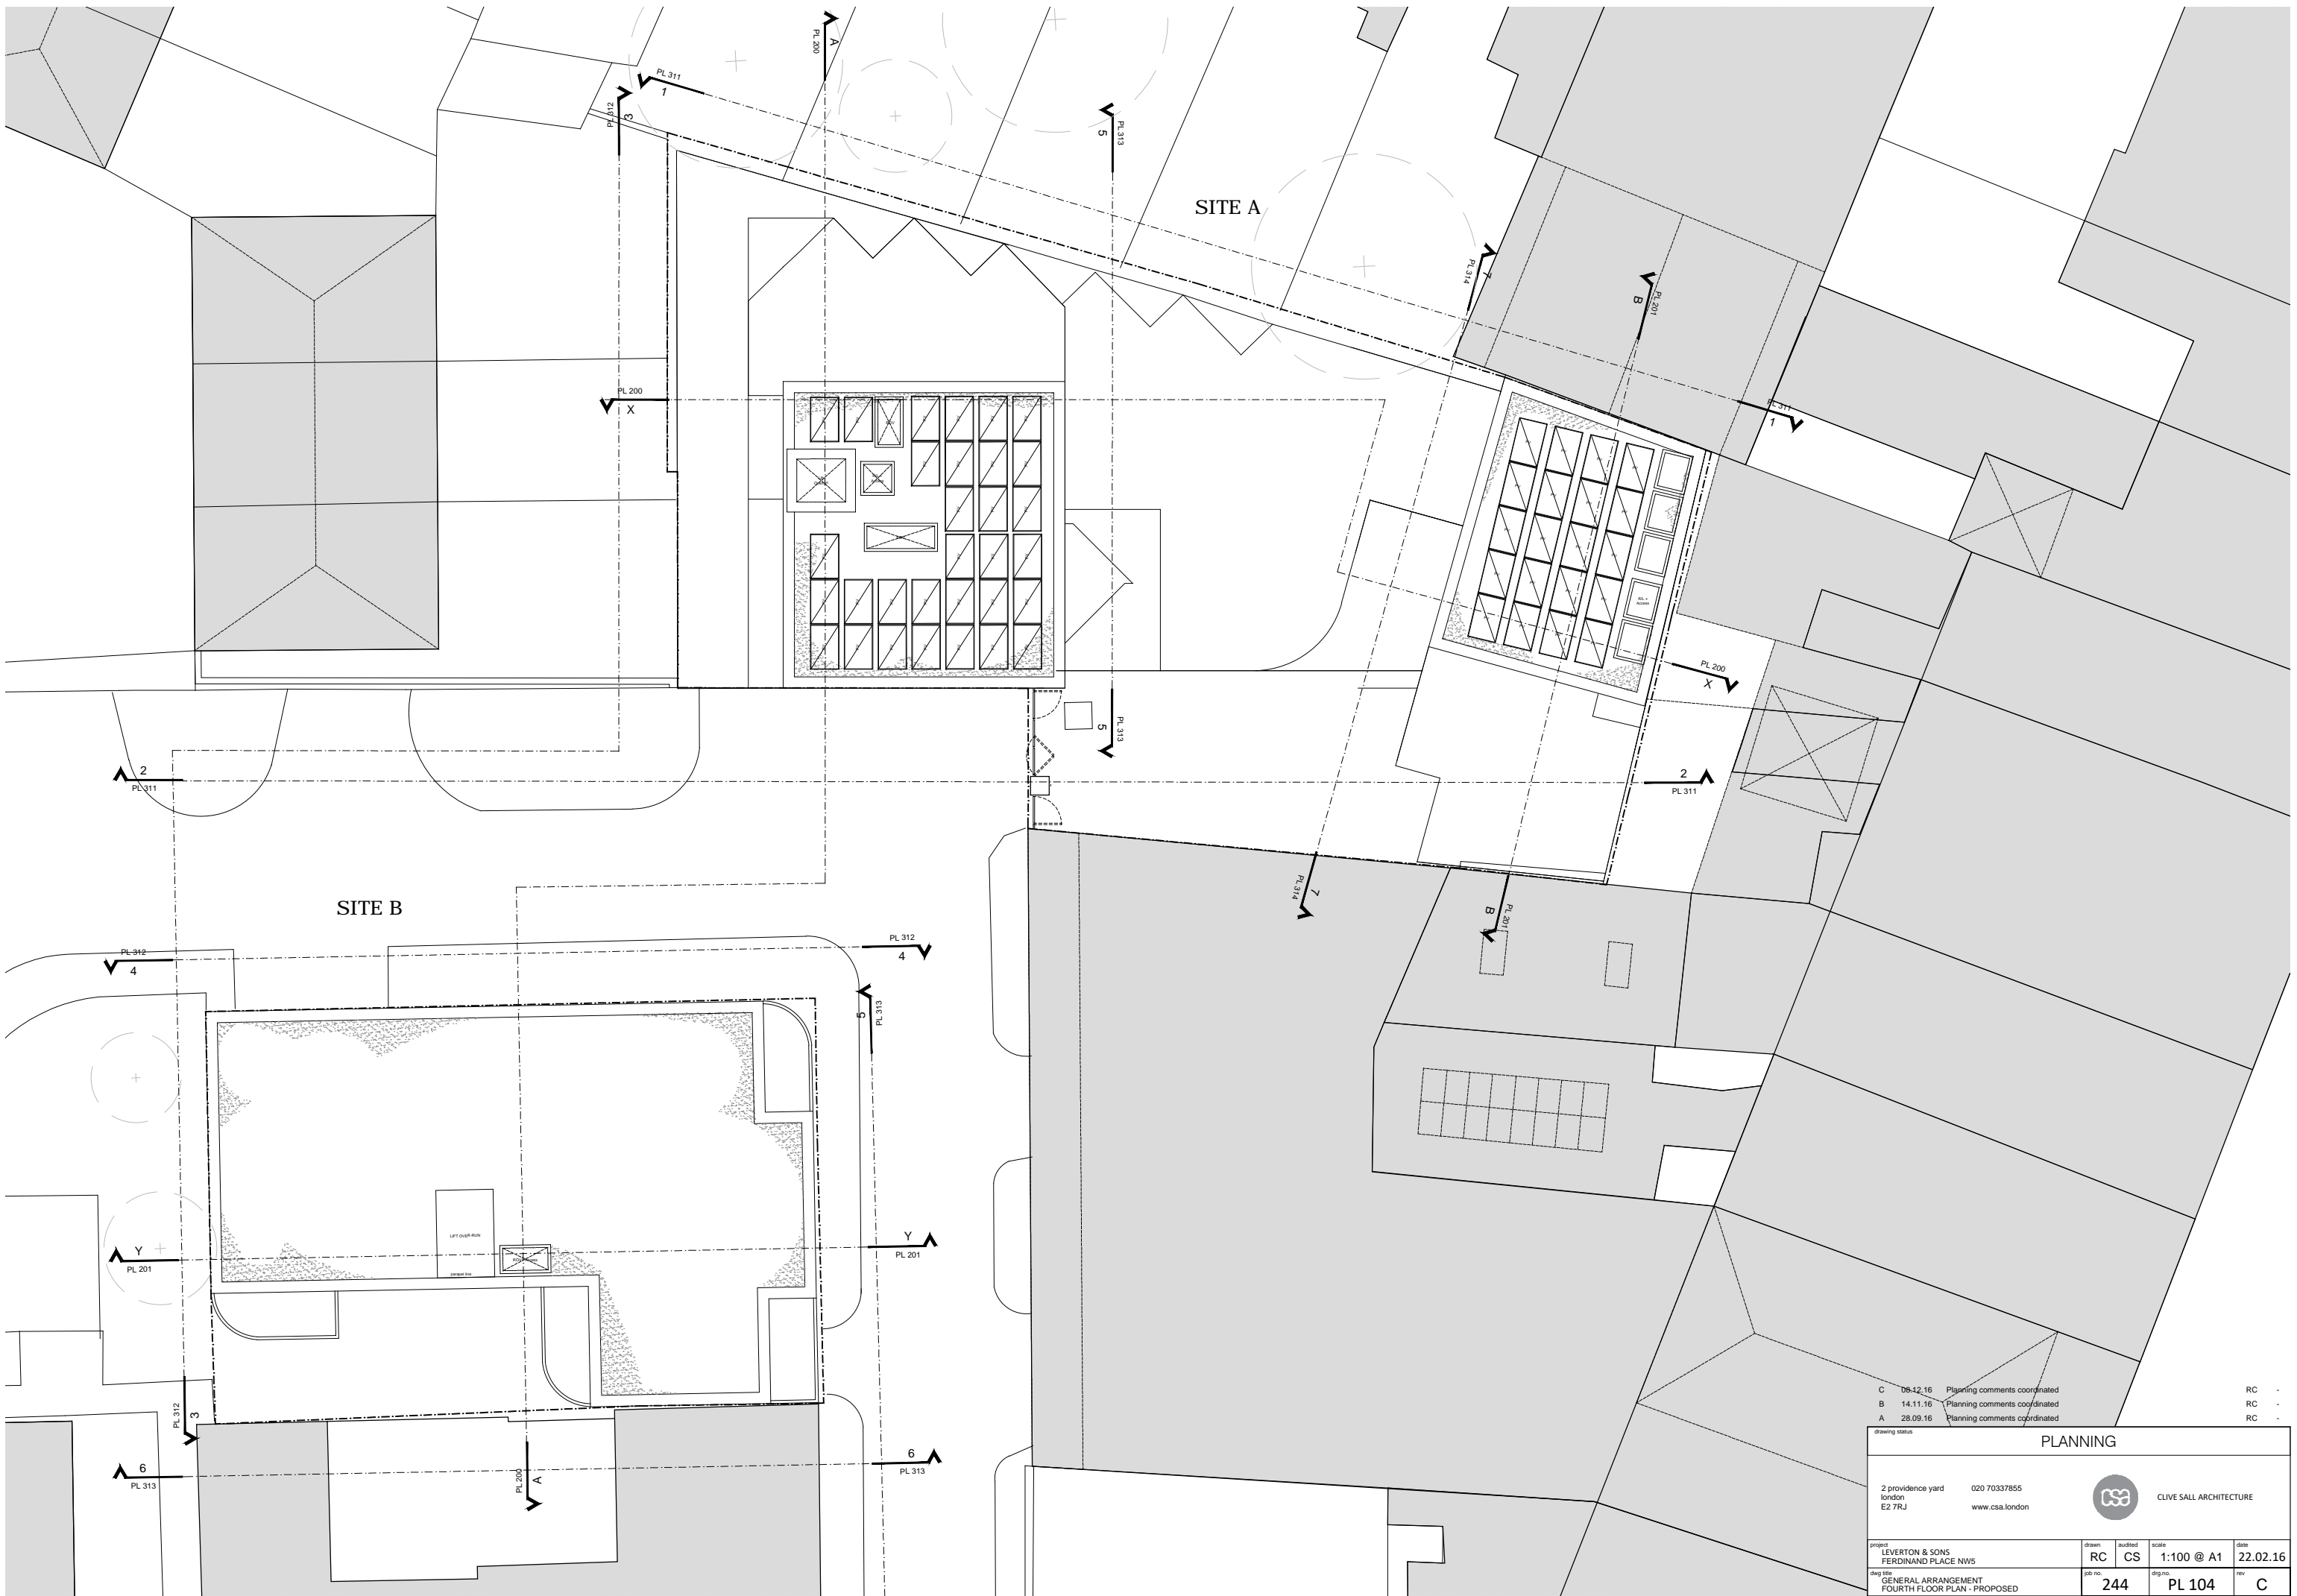 PL 200
A
PL 311
1
PL 312
3
5
PL 313
SITE A
PL 314
7
B
PL 201
PL 200
X
PL 311
1
AOV
PL 200
X
2
PL 311
5
PL 313
2
PL 311
PL 314
7
B
PL 201
SITE B
PL 312
4
PL 312
4
5
PL 313
LIFT OVER-RUN
parapet line
Y
PL 201
Y
PL 201
PL 312
3
6
PL 313
PL 200
A
6
PL 313
C 08.12.16 Planning comments coordinated RC -
B 14.11.16 Planning comments coordinated RC -
A 28.09.16 Planning comments coordinated RC -
drawing status
PLANNING
2 providence yard 020 70337855
london
E2 7RJ www.csa.london
csa
CLIVE SALL ARCHITECTURE
project
LEVERTON & SONS
FERDINAND PLACE NW5
drawn
RC
audited
CS
scale
1:100 @ A1
date
22.02.16
dwg title
GENERAL ARRANGEMENT
FOURTH FLOOR PLAN - PROPOSED
job no.
244
drg.no.
PL 104
rev
C